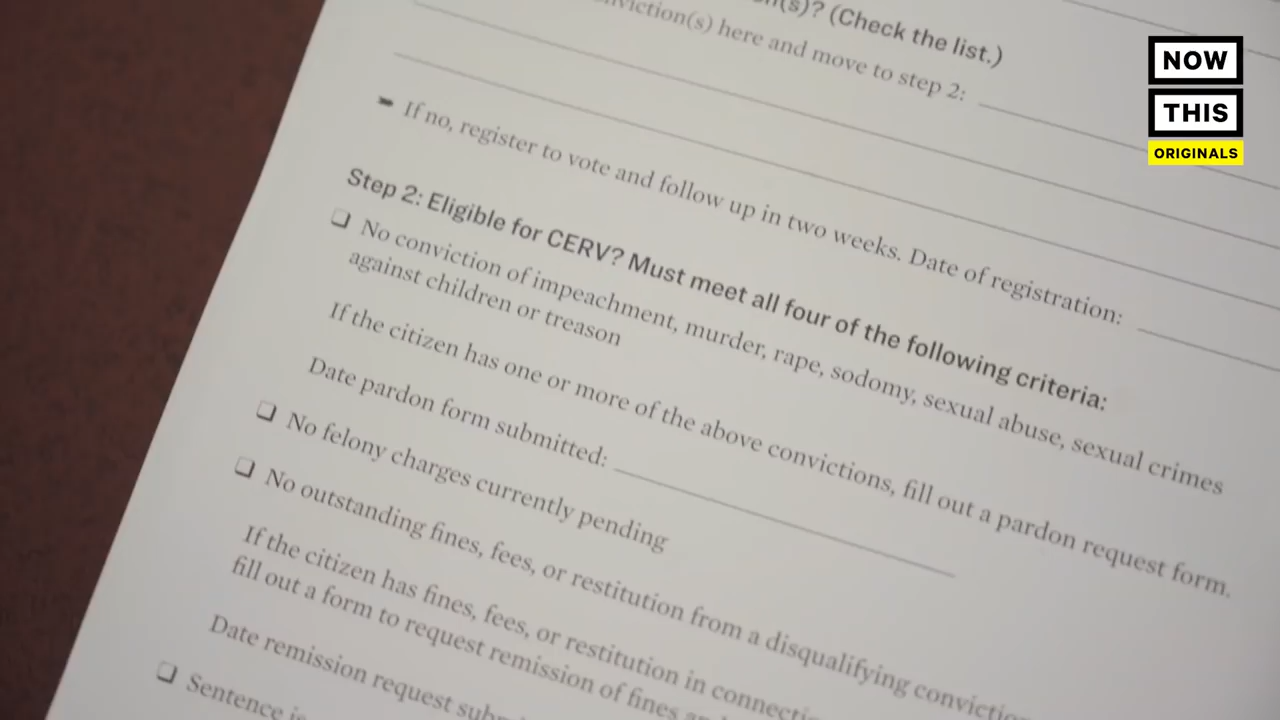 (Check the list.)
here and move to step 2:
If no, register to vote and follow up in two weeks. Date of registration:
Step 2: Eligible for CERV? Must meet all four of the following criteria:
No conviction of impeachment, murder, rape, sodomy, sexual abuse, sexual crimes
against children or treason
If the citizen has one or more of the above convictions, fill out a pardon request form.
Date pardon form submitted:
No felony charges currently pending
No outstanding fines, fees, or restitution from a disqualifying
If the citizen has fines, fees, or restitution in
fill out a form to request remission of fines
Date remission request
Sentence
NOW
THIS
ORIGINALS